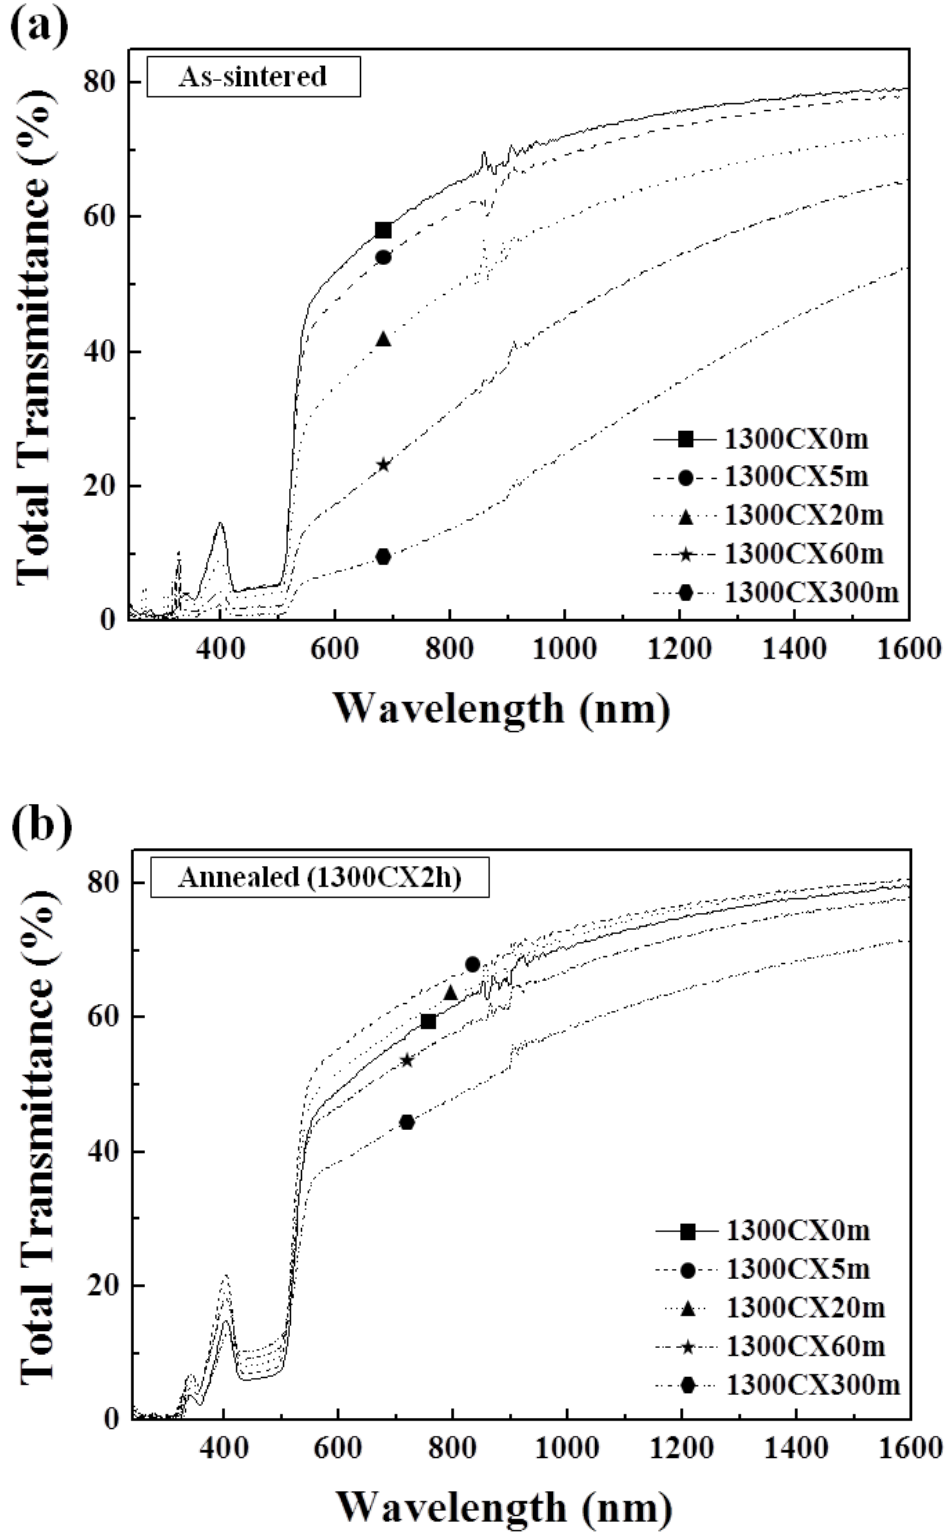 (a)
As-sintered
Total Transmittance (%)
80
60
40
20
0
1300CX0m
1300CX5m
1300CX20m
1300CX60m
1300CX300m
400 600 800 1000 1200 1400 1600
Wavelength (nm)
(b)
Annealed (1300CX2h)
Total Transmittance (%)
80
60
40
20
0
1300CX0m
1300CX5m
1300CX20m
1300CX60m
1300CX300m
400 600 800 1000 1200 1400 1600
Wavelength (nm)